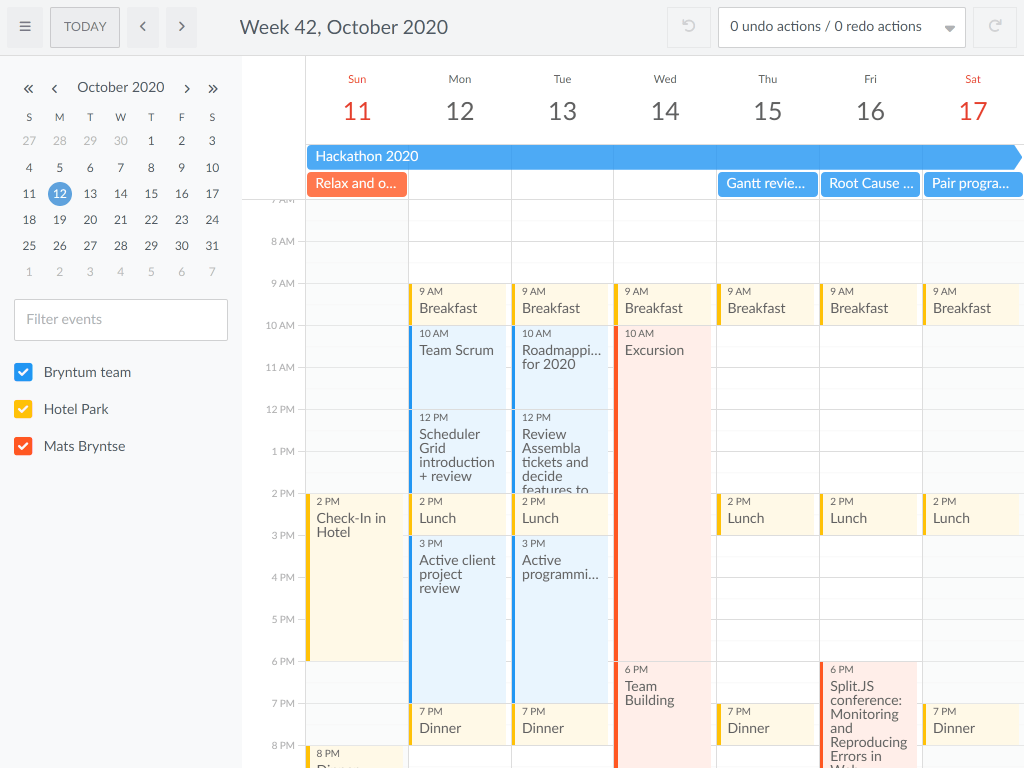 TODAY
Week 42, October 2020
0 undo actions / 0 redo actions
October 2020
S M T W T F S
27 28 29 30 1 2 3
4 5 6 7 8 9 10
11 12 13 14 15 16 17
18 19 20 21 22 23 24
25 26 27 28 29 30 31
1 2 3 4 5 6 7
Filter events
Bryntum team
Hotel Park
Mats Bryntse
Sun Mon Tue Wed Thu Fri Sat
11 12 13 14 15 16 17
Hackathon 2020
Relax and o... Gantt revie... Root Cause ... Pair progra...
7 AM
8 AM
9 AM
10 AM
11 AM
12 PM
1 PM
2 PM
3 PM
4 PM
5 PM
6 PM
7 PM
8 PM
2 PM
Check-In in
Hotel
8 PM
Dinner
9 AM
Breakfast
10 AM
Team Scrum
12 PM
Scheduler
Grid
introduction
+ review
2 PM
Lunch
3 PM
Active client
project
review
7 PM
Dinner
9 AM
Breakfast
10 AM
Roadmappi...
for 2020
12 PM
Review
Assembla
tickets and
decide
features to
2 PM
Lunch
3 PM
Active
programmi...
7 PM
Dinner
9 AM
Breakfast
10 AM
Excursion
6 PM
Team
Building
9 AM
Breakfast
2 PM
Lunch
7 PM
Dinner
9 AM
Breakfast
2 PM
Lunch
6 PM
Split.JS
conference:
Monitoring
and
Reproducing
Errors in
9 AM
Breakfast
2 PM
Lunch
7 PM
Dinner